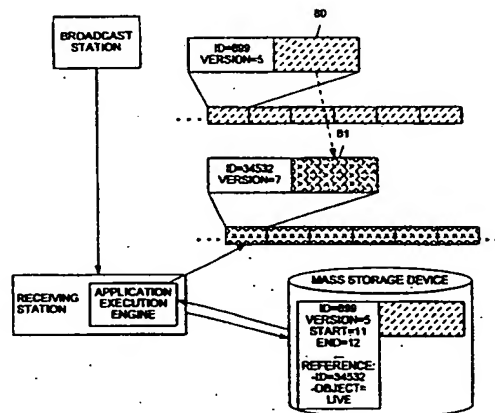 80
BROADCAST
STATION
ID=899
VERSION=5
81
ID=34532
VERSION=7
RECEIVING
STATION
APPLICATION
EXECUTION
ENGINE
MASS STORAGE DEVICE
ID=899
VERSION=5
START=11
END=12
REFERENCE:
-ID=34532
-OBJECT=
LIVE